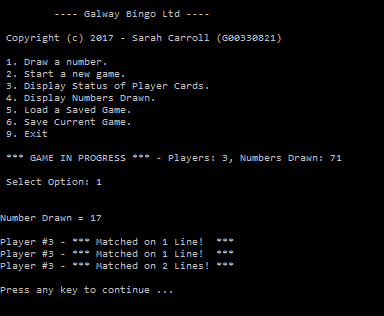 ---- Galway Bingo Ltd ----
Copyright (c) 2017 - Sarah Carroll (G00330821)
1. Draw a number.
2. Start a new game.
3. Display Status of Player Cards.
4. Display Numbers Drawn.
5. Load a Saved Game.
6. Save Current Game.
9. Exit
*** GAME IN PROGRESS *** - Players: 3, Numbers Drawn: 71
Select Option: 1
Number Drawn = 17
Player #3 - *** Matched on 1 Line!  ***
Player #3 - *** Matched on 1 Line!  ***
Player #3 - *** Matched on 2 Lines! ***
Press any key to continue ...